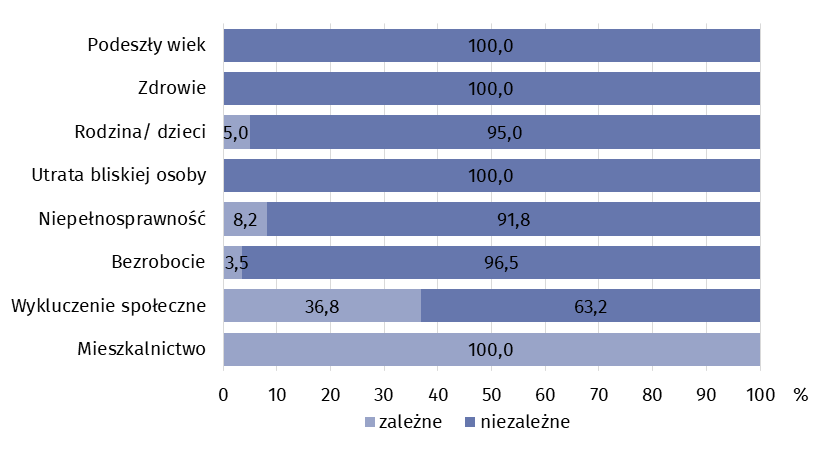 Podeszły wiek 100,0
Zdrowie 100,0
Rodzina/ dzieci 5,0 95,0
Utrata bliskiej osoby 100,0
Niepełnosprawność 8,2 91,8
Bezrobocie 3,5 96,5
Wykluczenie społeczne 36,8 63,2
Mieszkalnictwo 100,0
0 10 20 30 40 50 60 70 80 90 100 %
zależne niezależne